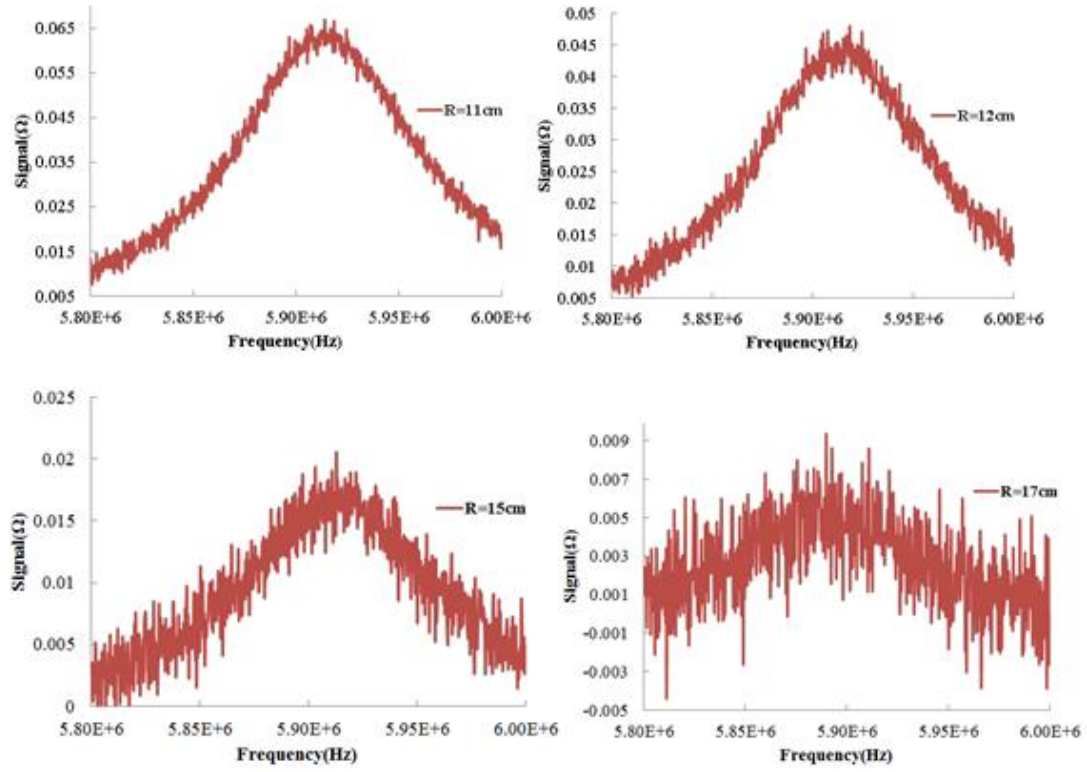 0.065
0.055
0.045
0.035
0.025
0.015
0.005
Signal(Ω)
R=11cm
5.80E+6 5.85E+6 5.90E+6 5.95E+6 6.00E+6
Frequency(Hz)
0.05
0.045
0.04
0.035
0.03
0.025
0.02
0.015
0.01
0.005
Signal(Ω)
R=12cm
5.80E+6 5.85E+6 5.90E+6 5.95E+6 6.00E+6
Frequency(Hz)
0.025
0.02
0.015
0.01
0.005
0
Signal(Ω)
R=15cm
5.80E+6 5.85E+6 5.90E+6 5.95E+6 6.00E+6
Frequency(Hz)
0.009
0.007
0.005
0.003
0.001
-0.001
-0.003
-0.005
Signal(Ω)
R=17cm
5.80E+6 5.85E+6 5.90E+6 5.95E+6 6.00E+6
Frequency(Hz)